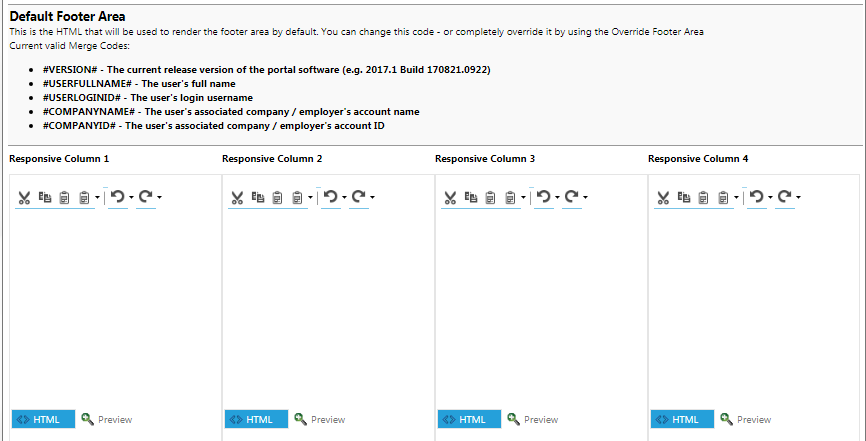 Default Footer Area
This is the HTML that will be used to render the footer area by default. You can change this code - or completely override it by using the Override Footer Area
Current valid Merge Codes:
• #VERSION# - The current release version of the portal software (e.g. 2017.1 Build 170821.0922)
• #USERFULLNAME# - The user's full name
• #USERLOGINID# - The user's login username
• #COMPANYNAME# - The user's associated company / employer's account name
• #COMPANYID# - The user's associated company / employer's account ID
Responsive Column 1 Responsive Column 2 Responsive Column 3 Responsive Column 4
<> HTML Preview <> HTML Preview <> HTML Preview <> HTML Preview